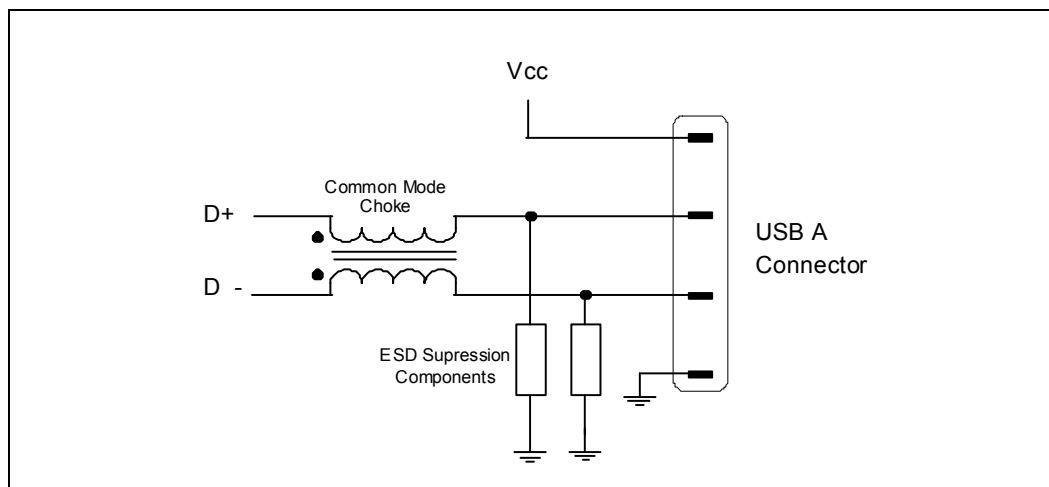 Vcc
Common Mode
Choke
D+
D -
USB A
Connector
ESD Supression
Components